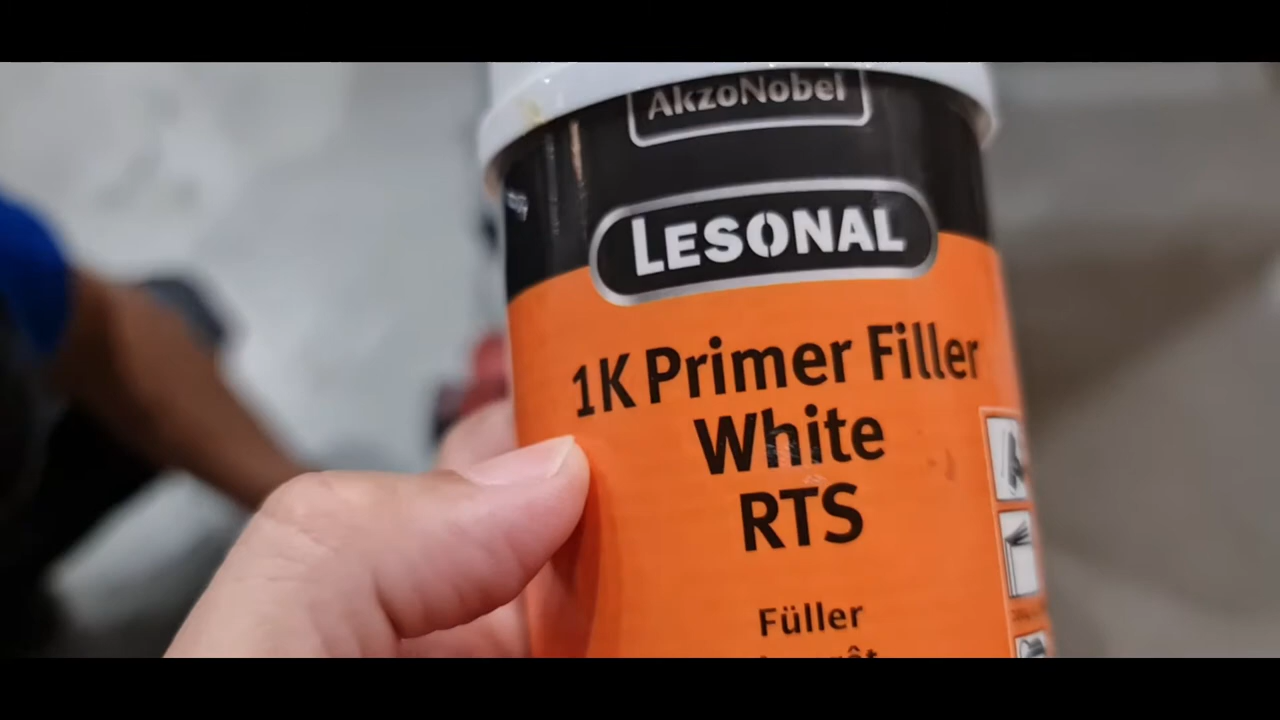 AkzoNobel
LESONAL
1K Primer Filler
White
RTS
Füller